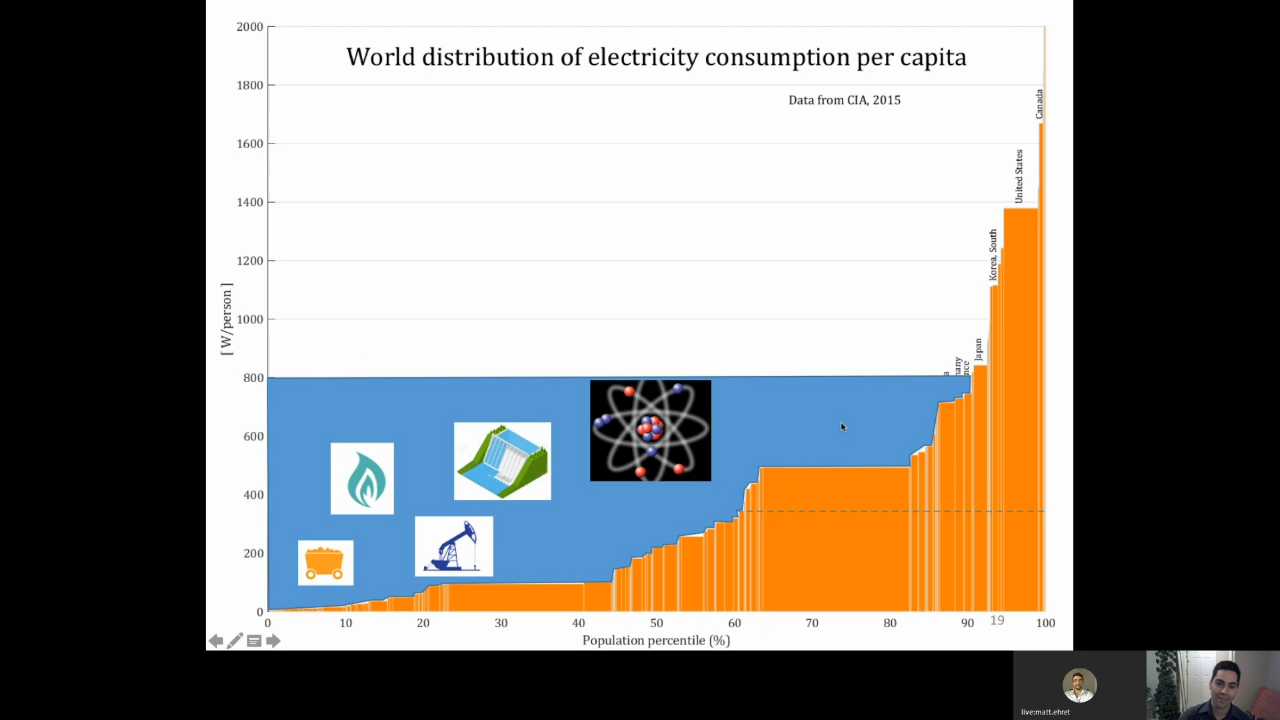 World distribution of electricity consumption per capita
Data from CIA, 2015
[ W/person ]
2000
1800
1600
1400
1200
1000
800
600
400
200
0
Canada
United States
Korea, South
Japan
0 10 20 30 40 50 60 70 80 90 100
19
Population percentile (%)
live:matt.ehret